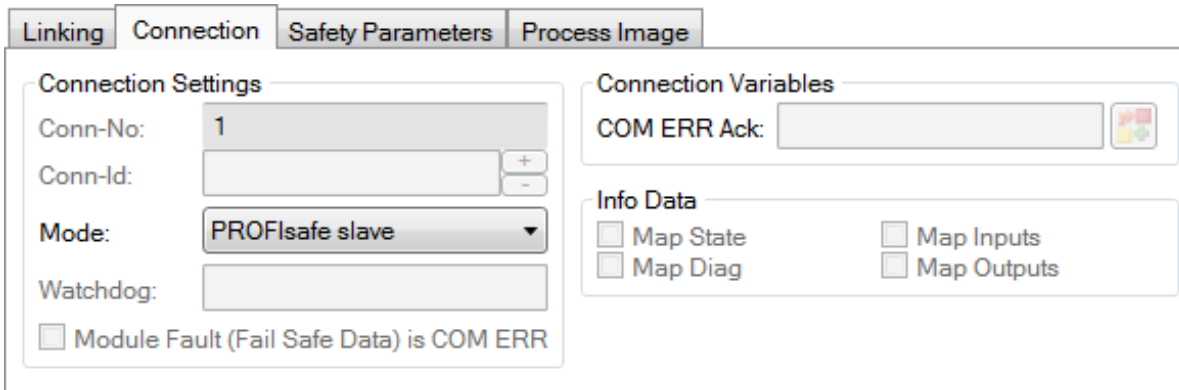 Linking Connection Safety Parameters Process Image
Connection Settings
Conn-No: 1
Conn-Id:
+
-
Mode: PROFIsafe slave
Watchdog:
Module Fault (Fail Safe Data) is COM ERR
Connection Variables
COM ERR Ack:
Info Data
Map State Map Inputs
Map Diag Map Outputs